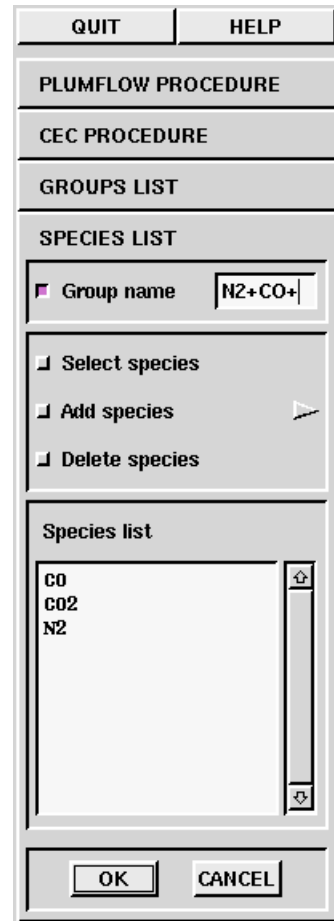 QUIT HELP
PLUMFLOW PROCEDURE
CEC PROCEDURE
GROUPS LIST
SPECIES LIST
Group name N2+CO+
Select species
Add species
Delete species
Species list
CO
CO2
N2
OK CANCEL